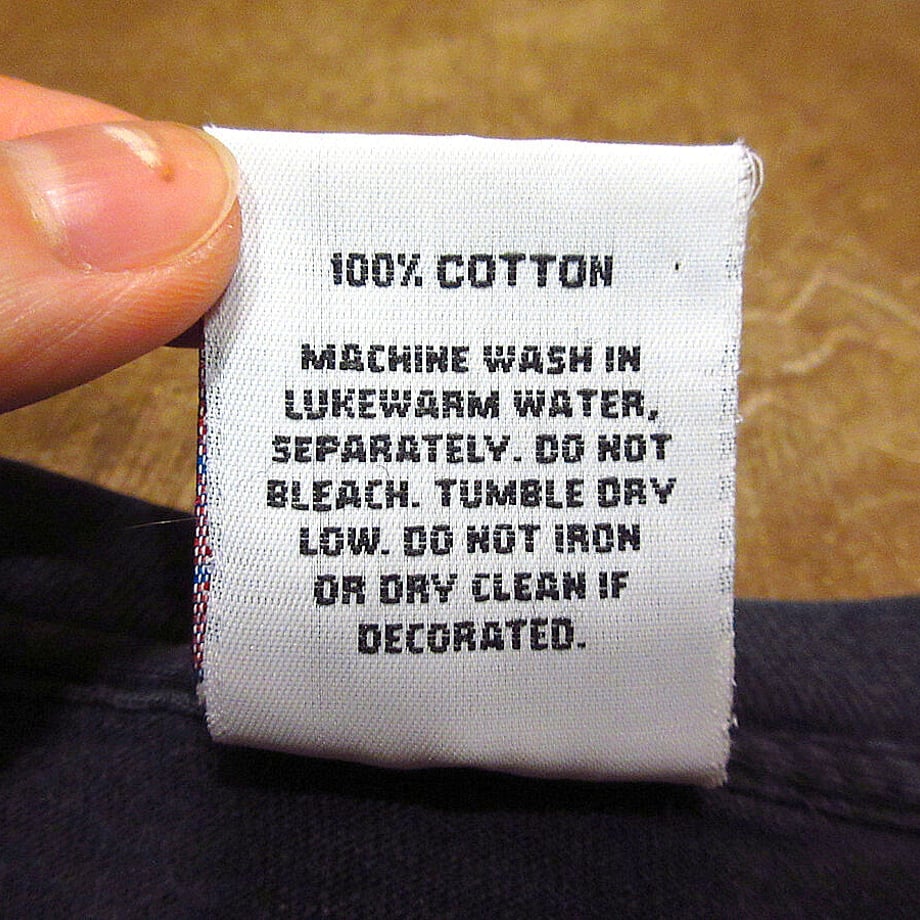 100% COTTON
MACHINE WASH IN
LUKEWARM WATER,
SEPARATELY. DO NOT
BLEACH. TUMBLE DRY
LOW. DO NOT IRON
OR DRY CLEAN IF
DECORATED.